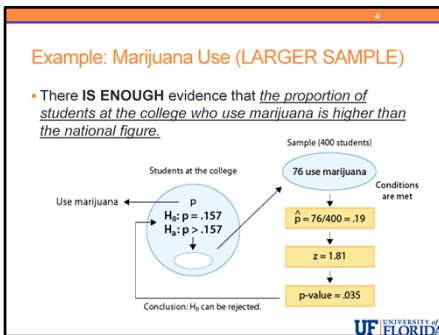 4
Example: Marijuana Use (LARGER SAMPLE)
▪ There IS ENOUGH evidence that the proportion of
students at the college who use marijuana is higher than
the national figure.
Sample (400 students)
Students at the college
76 use marijuana
Conditions
are met
Use marijuana
p
H₀: p = .157
Hₐ: p > .157
p̂ = 76/400 = .19
z = 1.81
p-value = .035
Conclusion: H₀ can be rejected.
UF UNIVERSITY of
FLORIDA